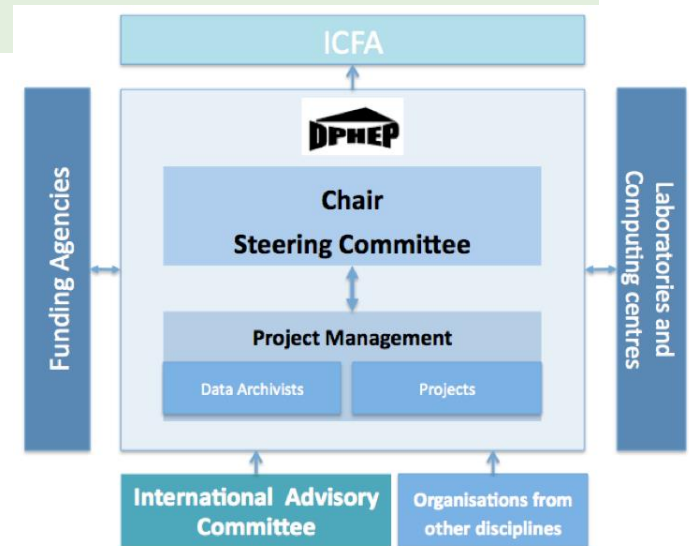 ICFA
DPHEP
Chair
Steering Committee
Project Management
Data Archivists
Projects
Funding Agencies
Laboratories and
Computing centres
International Advisory
Committee
Organisations from
other disciplines